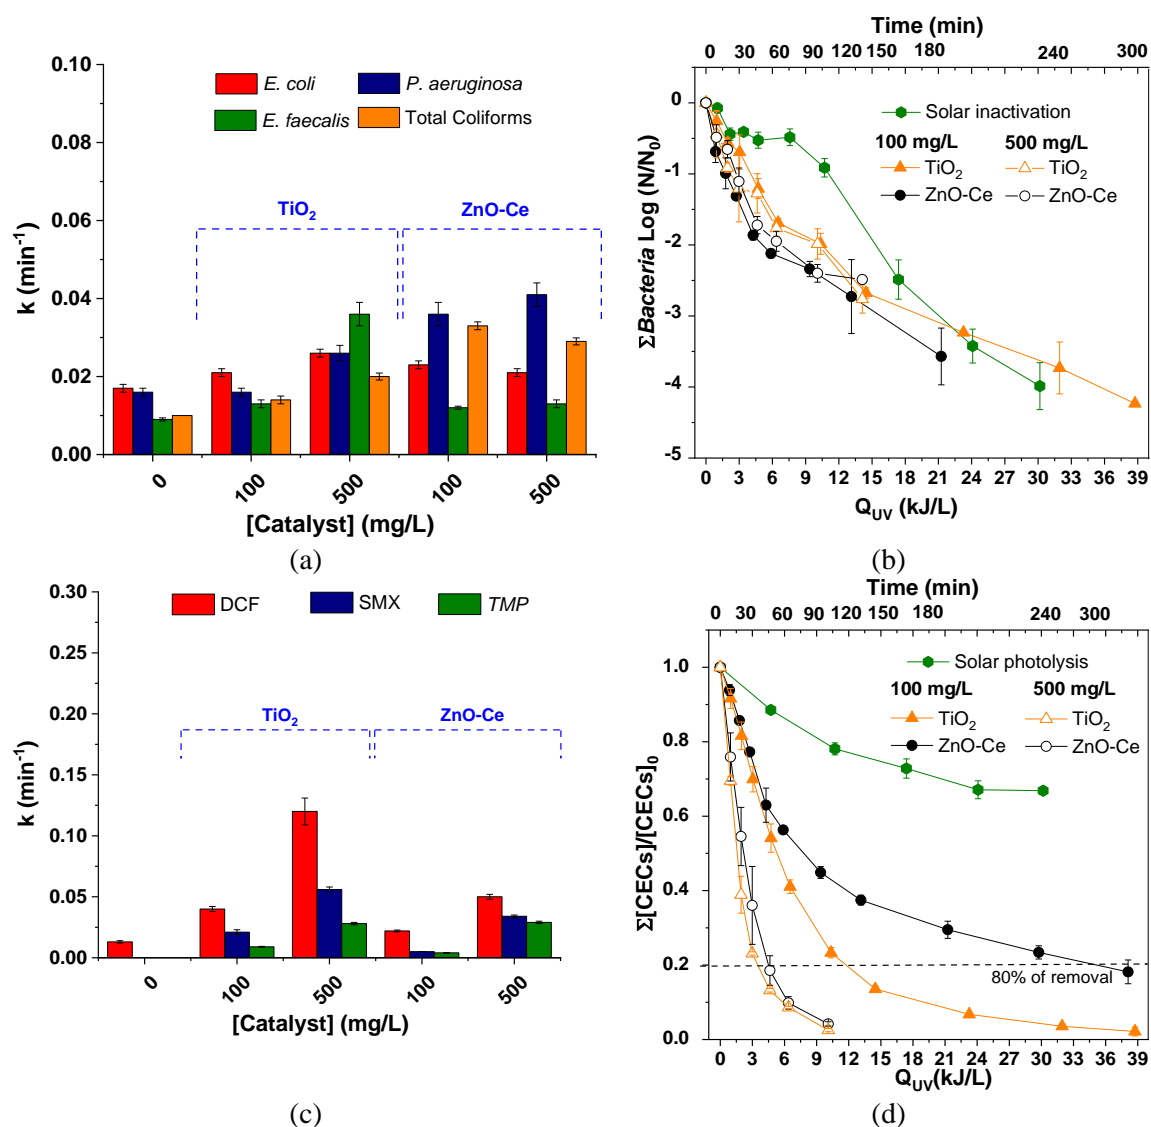 0.10
0.08
0.06
0.04
0.02
0.00
k (min⁻¹)
E. coli
P. aeruginosa
E. faecalis
Total Coliforms
TiO₂
ZnO-Ce
0
100
500
100
500
[Catalyst] (mg/L)
(a)
Time (min)
0 30 60 90 120 150 180 240 300
0
-1
-2
-3
-4
-5
ΣBacteria Log (N/N₀)
Solar inactivation
100 mg/L 500 mg/L
TiO₂ TiO₂
ZnO-Ce ZnO-Ce
0 3 6 9 12 15 18 21 24 27 30 33 36 39
Q_UV (kJ/L)
(b)
0.30
0.25
0.20
0.15
0.10
0.05
0.00
k (min⁻¹)
DCF
SMX
TMP
TiO₂
ZnO-Ce
0
100
500
100
500
[Catalyst] (mg/L)
(c)
Time (min)
0 30 60 90 120 150 180 240 300
1.0
0.8
0.6
0.4
0.2
0.0
Σ[CECs]/[CECs]₀
Solar photolysis
100 mg/L 500 mg/L
TiO₂ TiO₂
ZnO-Ce ZnO-Ce
80% of removal
0 3 6 9 12 15 18 21 24 27 30 33 36 39
Q_UV(kJ/L)
(d)